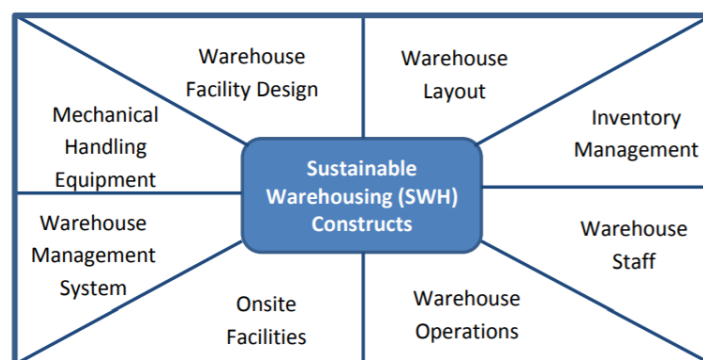 Warehouse
Facility Design
Warehouse
Layout
Mechanical
Handling
Equipment
Inventory
Management
Sustainable
Warehousing (SWH)
Constructs
Warehouse
Management
System
Warehouse
Staff
Onsite
Facilities
Warehouse
Operations